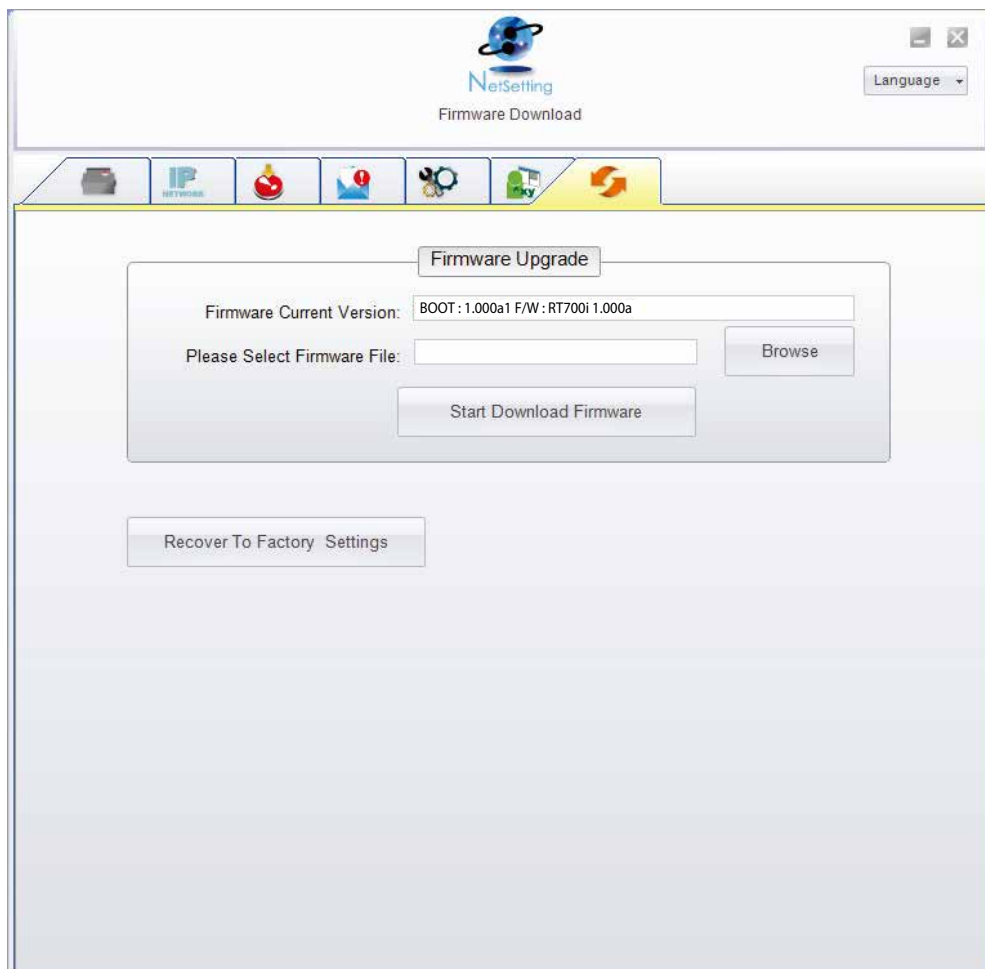 NetSetting
Language
Firmware Download
IP
NETWORK
Firmware Upgrade
Firmware Current Version: BOOT : 1.000a1 F/W : RT700i 1.000a
Please Select Firmware File: Browse
Start Download Firmware
Recover To Factory Settings